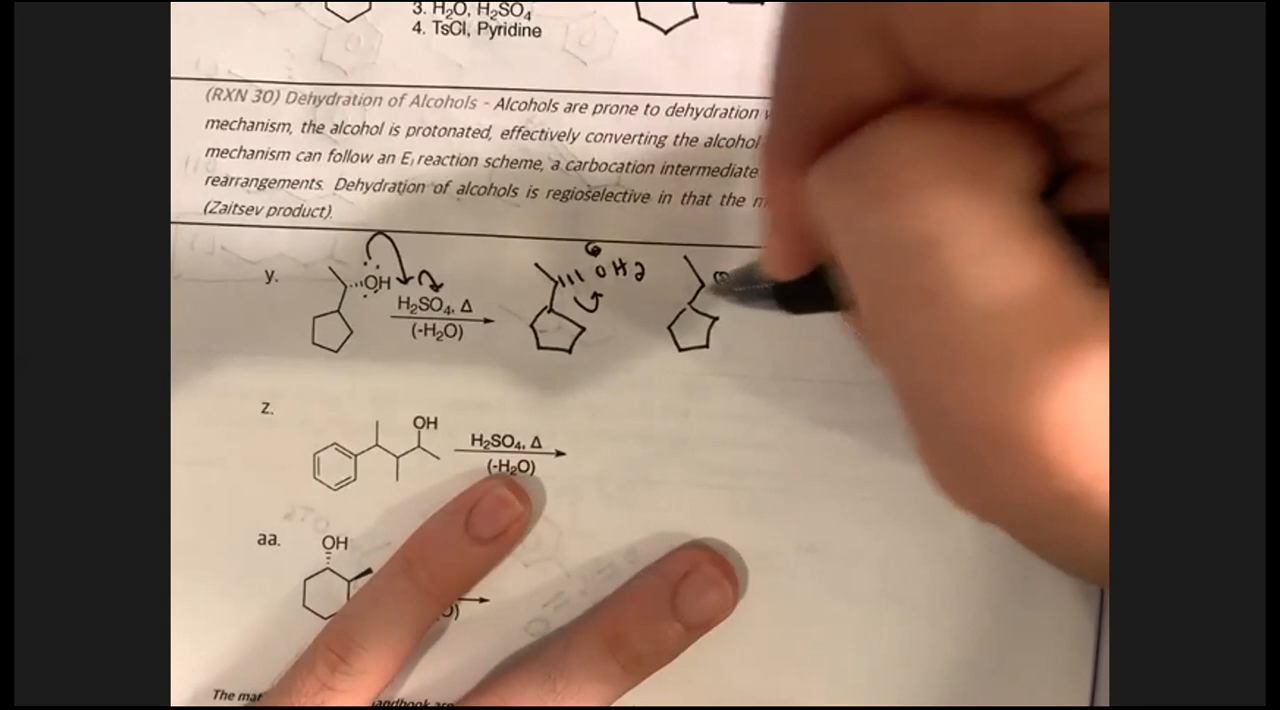 3. H₂O, H₂SO₄
4. TsCl, Pyridine
(RXN 30) Dehydration of Alcohols - Alcohols are prone to dehydration
mechanism, the alcohol is protonated, effectively converting the alcohol
mechanism can follow an E₁ reaction scheme, a carbocation intermediate
rearrangements. Dehydration of alcohols is regioselective in that the
(Zaitsev product).
y.
OH
H₂SO₄, Δ
(-H₂O)
⊕
OH2
⊕
z.
OH
H₂SO₄, Δ
(-H₂O)
aa.
OH
The